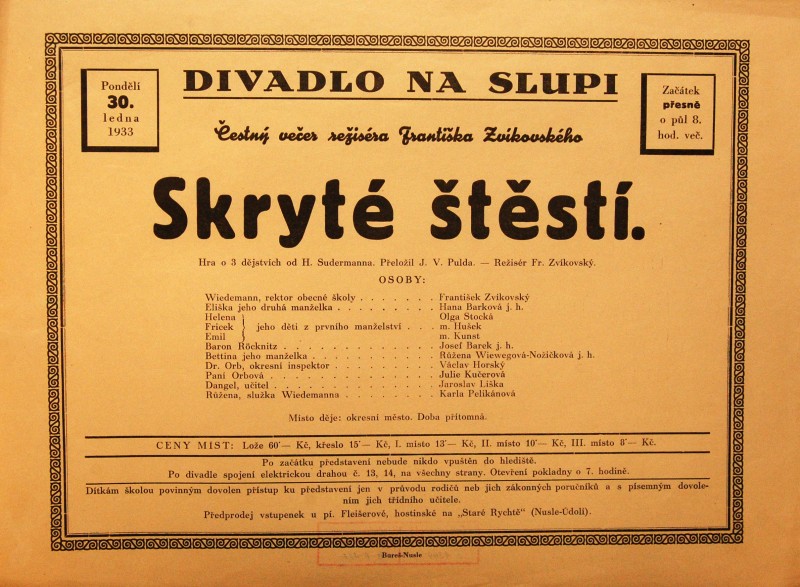 Pondělí
30.
ledna
1933
DIVADLO NA SLUPI
Začátek
přesně
o půl 8.
hod. več.
Čestný večer režiséra Františka Zvíkovského
Skryté štěstí.
Hra o 3 dějstvích od H. Sudermanna. Přeložil J. V. Pulda. — Režisér Fr. Zvíkovský.
OSOBY:
Wiedemann, rektor obecné školy . . . . . . . František Zvíkovský
Eliška jeho druhá manželka . . . . . . . . . Hana Barková j. h.
Helena } Olga Stocká
Fricek } jeho děti z prvního manželství . . . m. Hušek
Emil } m. Kunst
Baron Röcknitz . . . . . . . . . . . . . . Josef Barek j. h.
Bettina jeho manželka . . . . . . . . . . . Růžena Wiewegová-Nožičková j. h.
Dr. Orb, okresní inspektor . . . . . . . . . Václav Horský
Paní Orbová . . . . . . . . . . . . . . . Julie Kučerová
Dangel, učitel . . . . . . . . . . . . . . Jaroslav Liška
Růžena, služka Wiedemanna . . . . . . . . Karla Pelikánová
Místo děje: okresní město. Doba přítomná.
CENY MÍST: Lože 60·— Kč, křeslo 15·— Kč, I. místo 13·— Kč, II. místo 10·— Kč, III. místo 8·— Kč.
Po začátku představení nebude nikdo vpuštěn do hlediště.
Po divadle spojení elektrickou drahou č. 13, 14, na všechny strany. Otevření pokladny o 7. hodině.
Dítkám školou povinným dovolen přístup ku představení jen v průvodu rodičů neb jich zákonných poručníků a s písemným dovole-
ním jich třídního učitele.
Předprodej vstupenek u pí. Fleišerové, hostinské na „Staré Rychtě" (Nusle-Údolí).
Bureš-Nusle